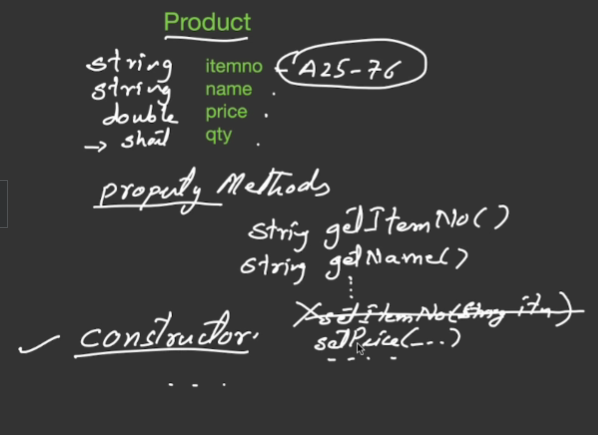 Product
string itemno - A25-76
string name .
double price .
→ short qty .
property Methods
string getItemNo()
string getName()
X setItemNo(String itn)
✓ constructor.
setPrice(-...)
- - - -
. . .